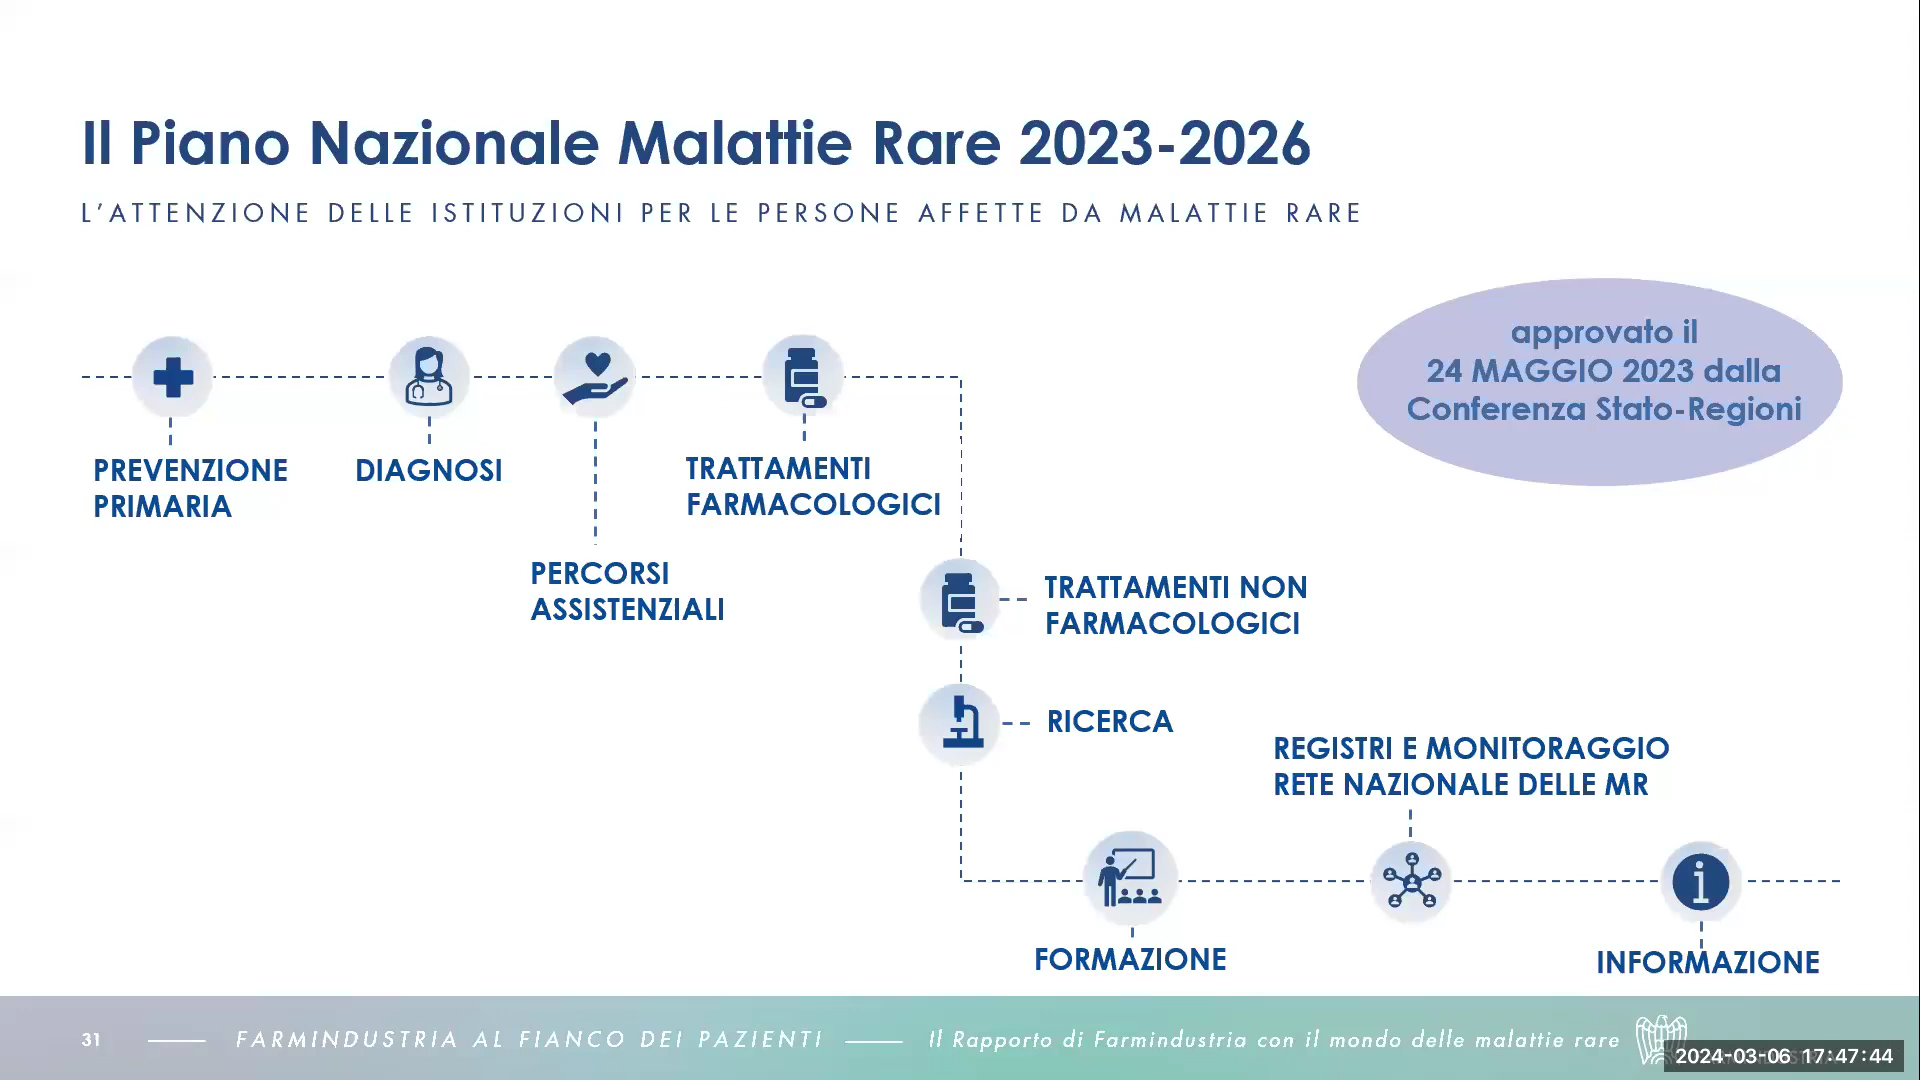 Il Piano Nazionale Malattie Rare 2023-2026
L'ATTENZIONE DELLE ISTITUZIONI PER LE PERSONE AFFETTE DA MALATTIE RARE
approvato il
24 MAGGIO 2023 dalla
Conferenza Stato-Regioni
PREVENZIONE
PRIMARIA
DIAGNOSI
PERCORSI
ASSISTENZIALI
TRATTAMENTI
FARMACOLOGICI
TRATTAMENTI NON
FARMACOLOGICI
RICERCA
REGISTRI E MONITORAGGIO
RETE NAZIONALE DELLE MR
FORMAZIONE
INFORMAZIONE
31 FARMINDUSTRIA AL FIANCO DEI PAZIENTI Il Rapporto di Farmindustria con il mondo delle malattie rare
2024-03-06 17:47:44